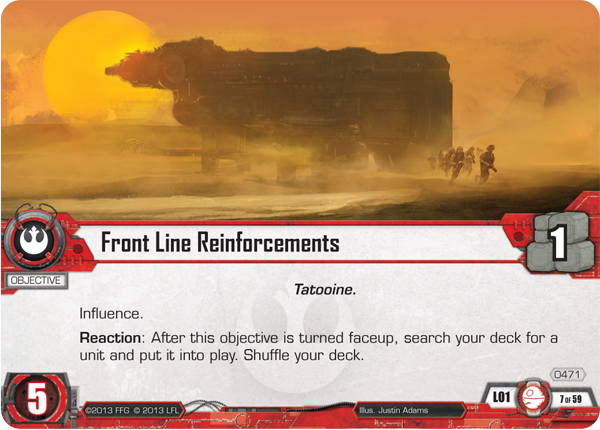 Front Line Reinforcements
1
OBJECTIVE
Tatooine.
Influence.
Reaction: After this objective is turned faceup, search your deck for a
unit and put it into play. Shuffle your deck.
0471
5
©2013 FFG © 2013 LFL
Illus. Justin Adams
L01
7 of 59